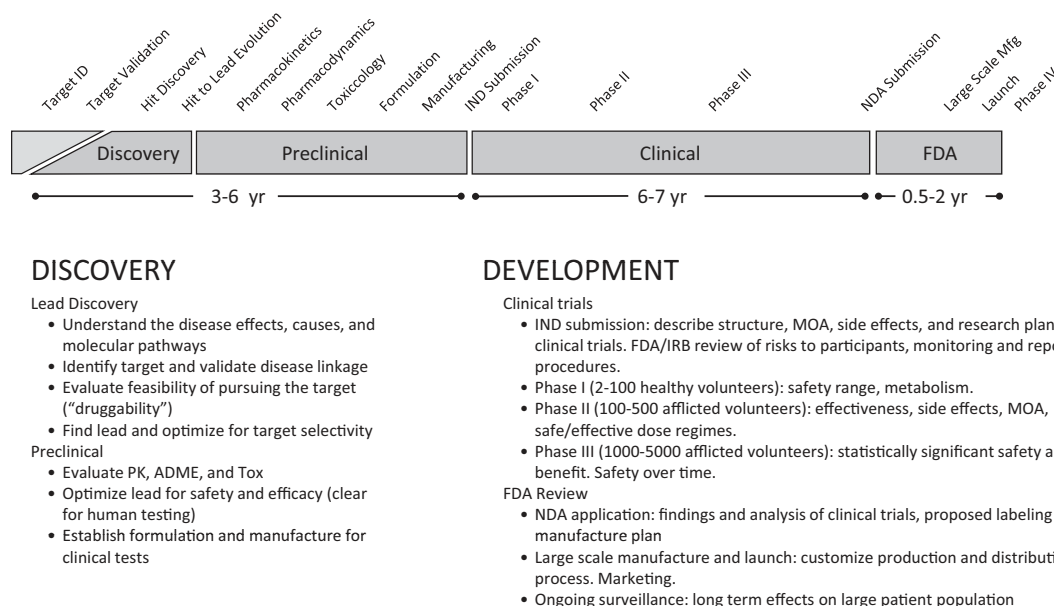 Target ID
Target Validation
Hit Discovery
Hit to Lead Evolution
Pharmacokinetics
Pharmacodynamics
Toxiccology
Formulation
Manufacturing
IND Submission
Phase I
Phase II
Phase III
NDA Submission
Large Scale Mfg
Launch
Phase IV
Discovery
Preclinical
Clinical
FDA
3-6 yr
6-7 yr
0.5-2 yr
DISCOVERY
Lead Discovery
• Understand the disease effects, causes, and
molecular pathways
• Identify target and validate disease linkage
• Evaluate feasibility of pursuing the target
(“druggability”)
• Find lead and optimize for target selectivity
Preclinical
• Evaluate PK, ADME, and Tox
• Optimize lead for safety and efficacy (clear
for human testing)
• Establish formulation and manufacture for
clinical tests
DEVELOPMENT
Clinical trials
• IND submission: describe structure, MOA, side effects, and research plan
clinical trials. FDA/IRB review of risks to participants, monitoring and
procedures.
• Phase I (2-100 healthy volunteers): safety range, metabolism.
• Phase II (100-500 afflicted volunteers): effectiveness, side effects, MOA,
safe/effective dose regimes.
• Phase III (1000-5000 afflicted volunteers): statistically significant safety
benefit. Safety over time.
FDA Review
• NDA application: findings and analysis of clinical trials, proposed labeling
manufacture plan
• Large scale manufacture and launch: customize production and
process. Marketing.
• Ongoing surveillance: long term effects on large patient population